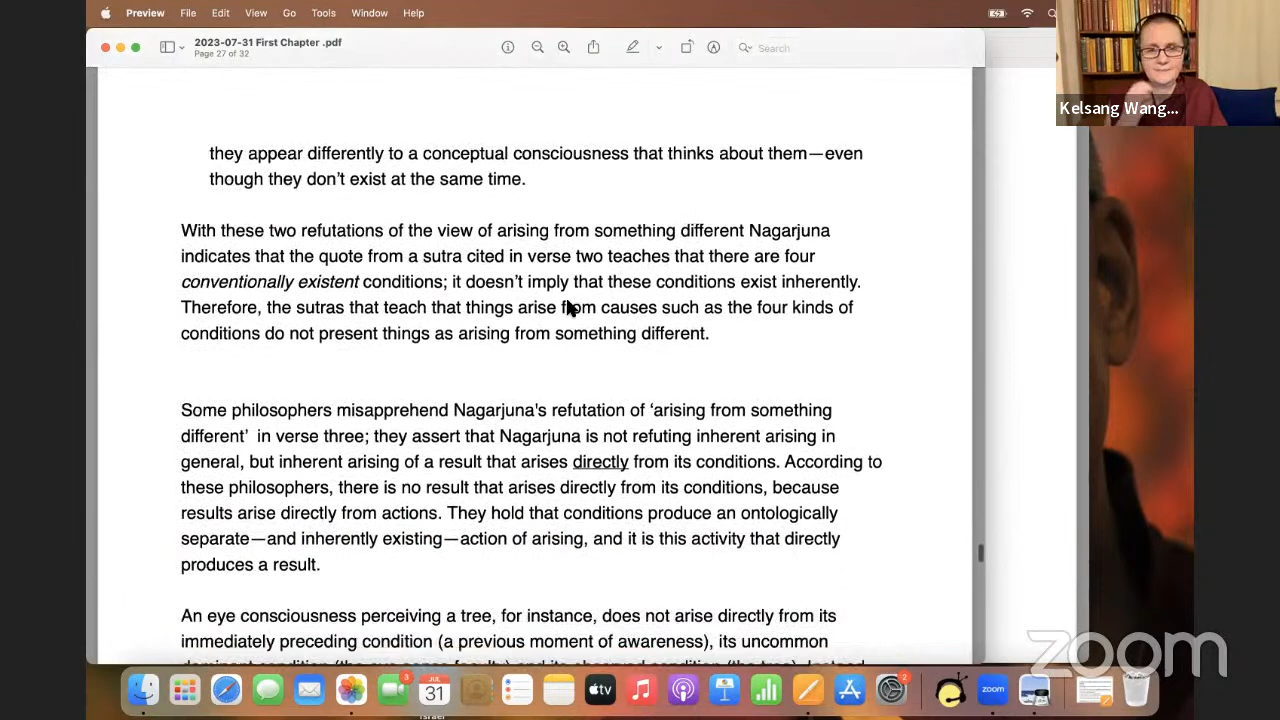 Preview File Edit View Go Tools Window Help
2023-07-31 First Chapter .pdf
Page 27 of 32
Search
Kelsang Wang...
they appear differently to a conceptual consciousness that thinks about them—even
though they don't exist at the same time.
With these two refutations of the view of arising from something different Nagarjuna
indicates that the quote from a sutra cited in verse two teaches that there are four
conventionally existent conditions; it doesn't imply that these conditions exist inherently.
Therefore, the sutras that teach that things arise from causes such as the four kinds of
conditions do not present things as arising from something different.
Some philosophers misapprehend Nagarjuna's refutation of ‘arising from something
different’ in verse three; they assert that Nagarjuna is not refuting inherent arising in
general, but inherent arising of a result that arises directly from its conditions. According to
these philosophers, there is no result that arises directly from its conditions, because
results arise directly from actions. They hold that conditions produce an ontologically
separate—and inherently existing—action of arising, and it is this activity that directly
produces a result.
An eye consciousness perceiving a tree, for instance, does not arise directly from its
immediately preceding condition (a previous moment of awareness), its uncommon
zoom
3
JUL
31
tv
2
zoom
Israel